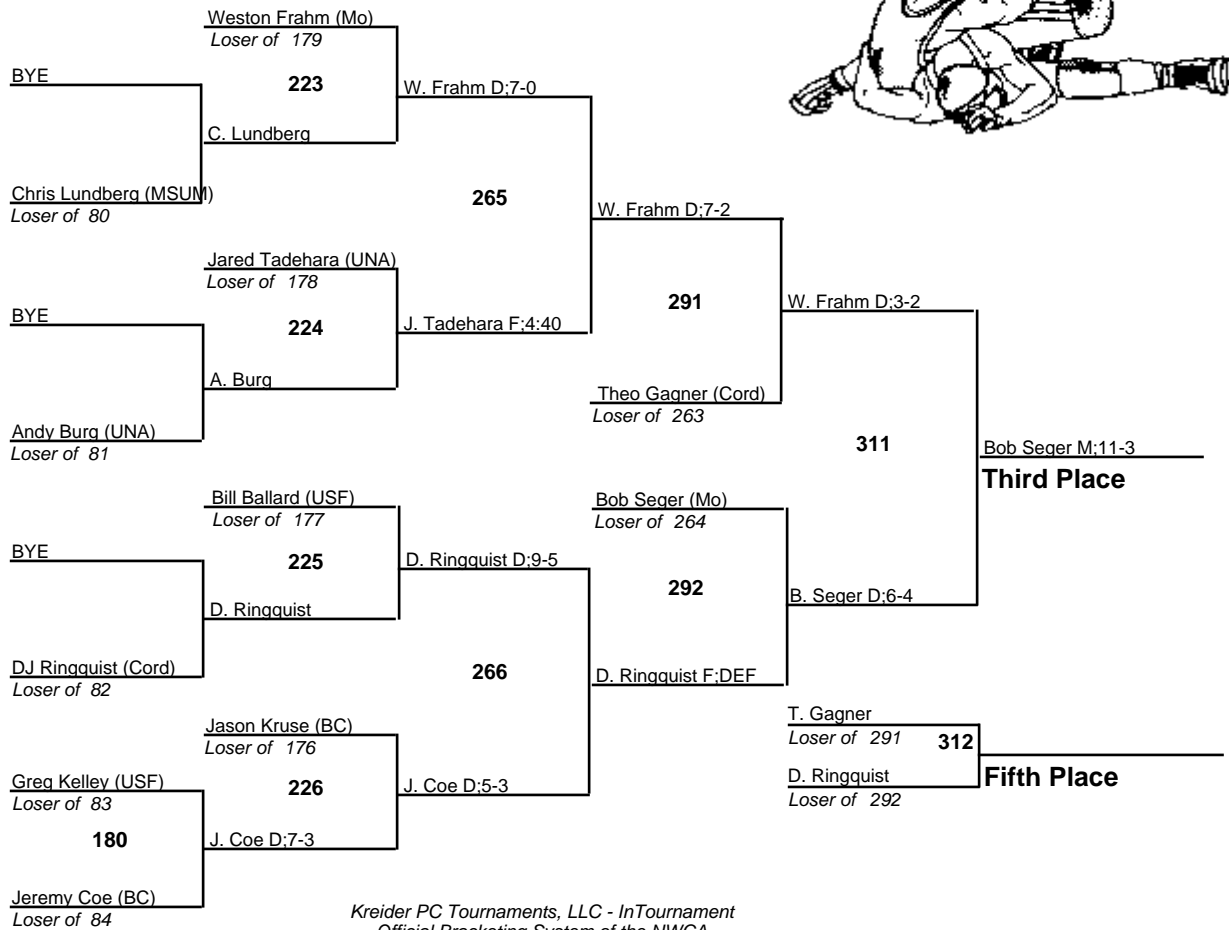 Weston Frahm (Mo)
Loser of 179
BYE
223
W. Frahm D;7-0
C. Lundberg
Chris Lundberg (MSUM)
Loser of 80
265
W. Frahm D;7-2
Jared Tadehara (UNA)
Loser of 178
BYE
224
J. Tadehara F;4:40
291
W. Frahm D;3-2
A. Burg
Theo Gagner (Cord)
Loser of 263
Andy Burg (UNA)
Loser of 81
311
Bob Seger M;11-3
Third Place
Bill Ballard (USF)
Loser of 177
Bob Seger (Mo)
Loser of 264
BYE
225
D. Ringquist D;9-5
292
B. Seger D;6-4
D. Ringquist
DJ Ringquist (Cord)
Loser of 82
266
D. Ringquist F;DEF
Jason Kruse (BC)
Loser of 176
T. Gagner
Loser of 291
312
Fifth Place
D. Ringquist
Loser of 292
Greg Kelley (USF)
Loser of 83
226
J. Coe D;5-3
180
J. Coe D;7-3
Jeremy Coe (BC)
Loser of 84
Kreider PC Tournaments, LLC - InTournament
Official Bracketing System of the NWCA